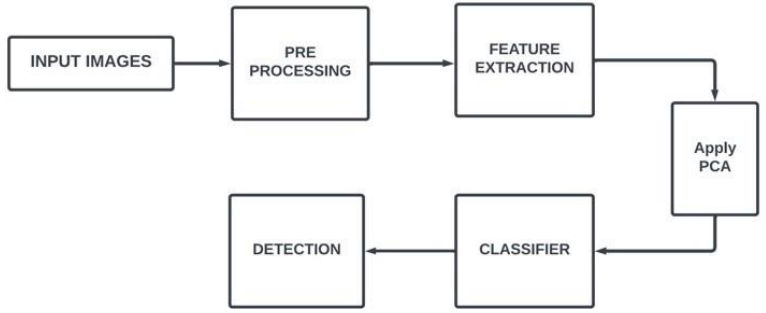 INPUT IMAGES
PRE
PROCESSING
FEATURE
EXTRACTION
Apply
PCA
CLASSIFIER
DETECTION